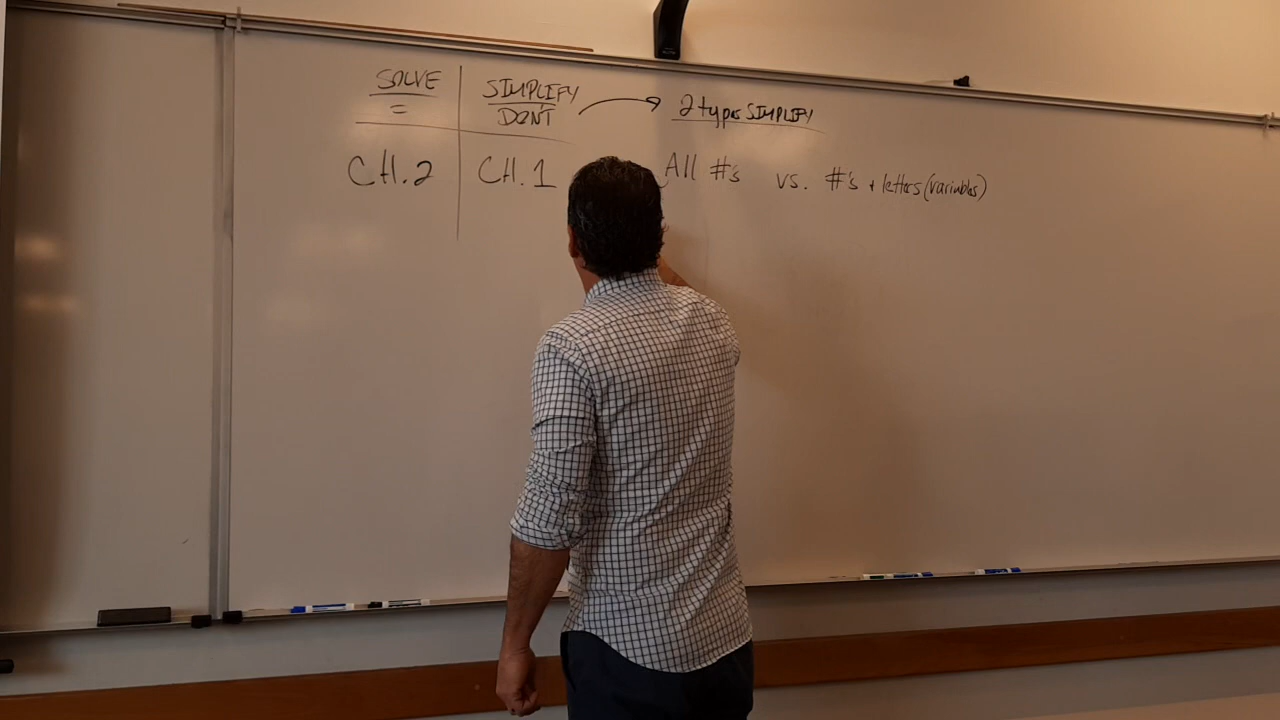 SOLVE
=
SIMPLIFY
DON'T
2 types SIMPLIFY
CH.2
CH. 1
All #'s vs. #'s + letters (variables)